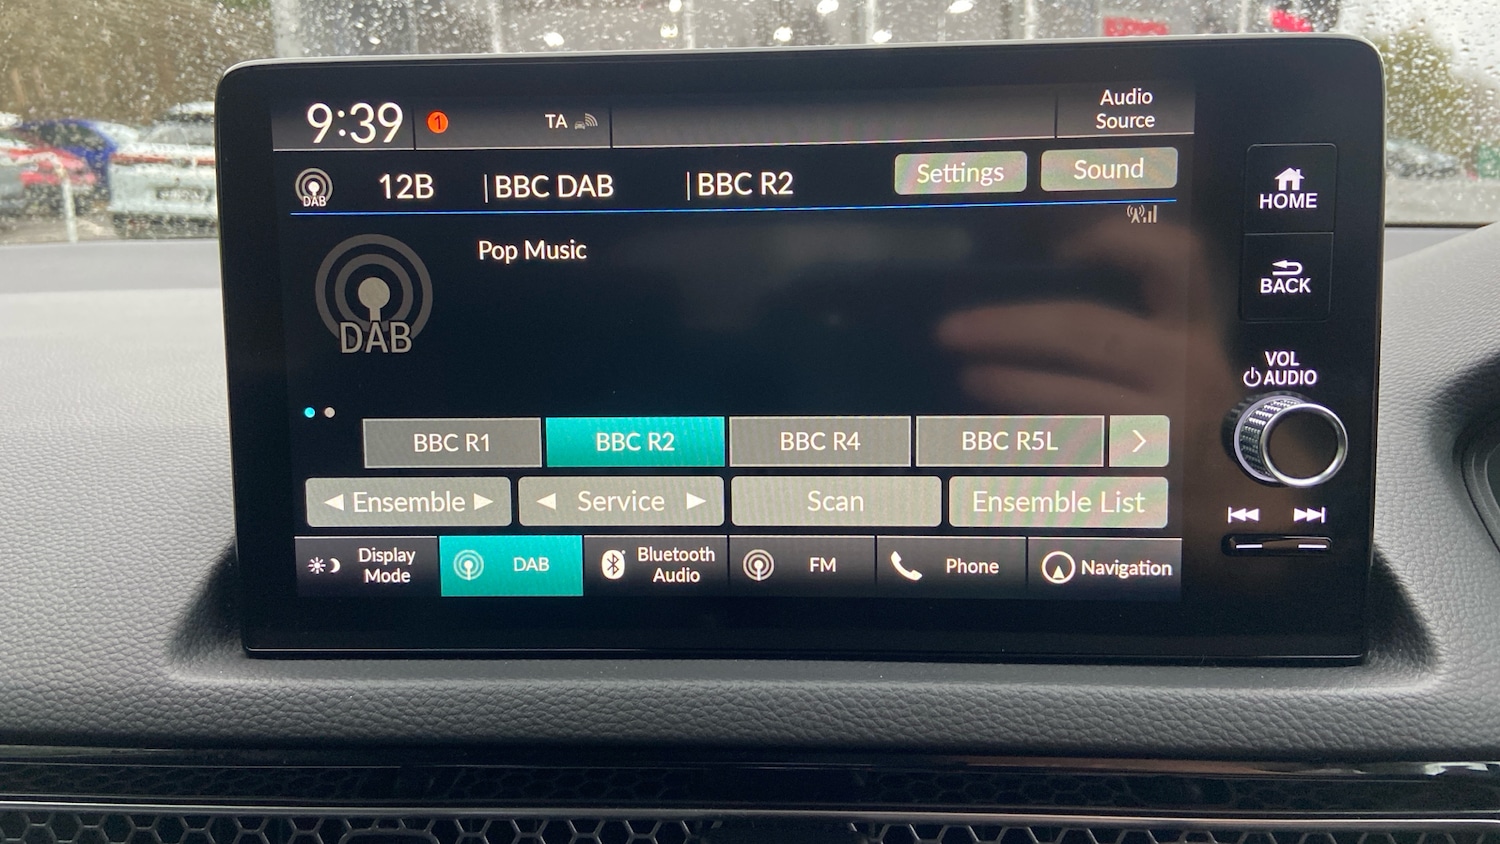 9:39
1
TA
Audio
Source
DAB
12B
|BBC DAB
|BBC R2
Settings
Sound
HOME
Pop Music
BACK
DAB
VOL
AUDIO
BBC R1
BBC R2
BBC R4
BBC R5L
Ensemble
Service
Scan
Ensemble List
Display
Mode
DAB
Bluetooth
Audio
FM
Phone
Navigation